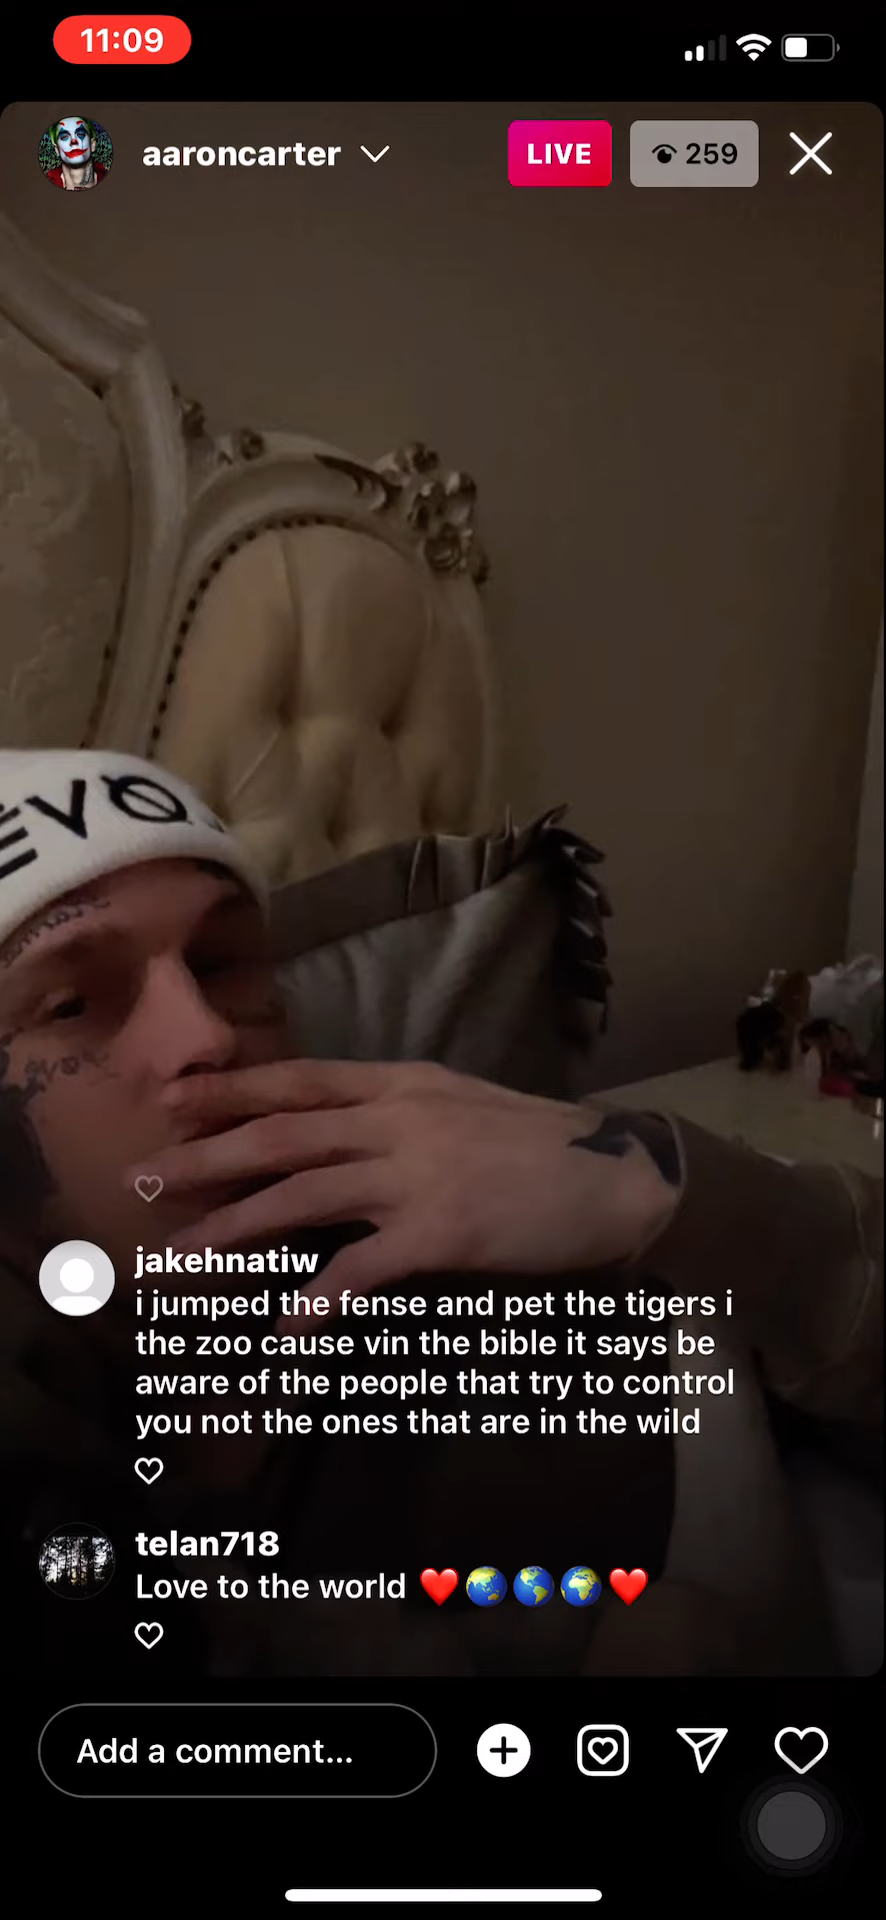 11:09
aaroncarter
LIVE
259
EVO
jakehnatiw
i jumped the fense and pet the tigers i
the zoo cause vin the bible it says be
aware of the people that try to control
you not the ones that are in the wild
telan718
Love to the world ❤️🌏🌎🌍❤️
Add a comment...